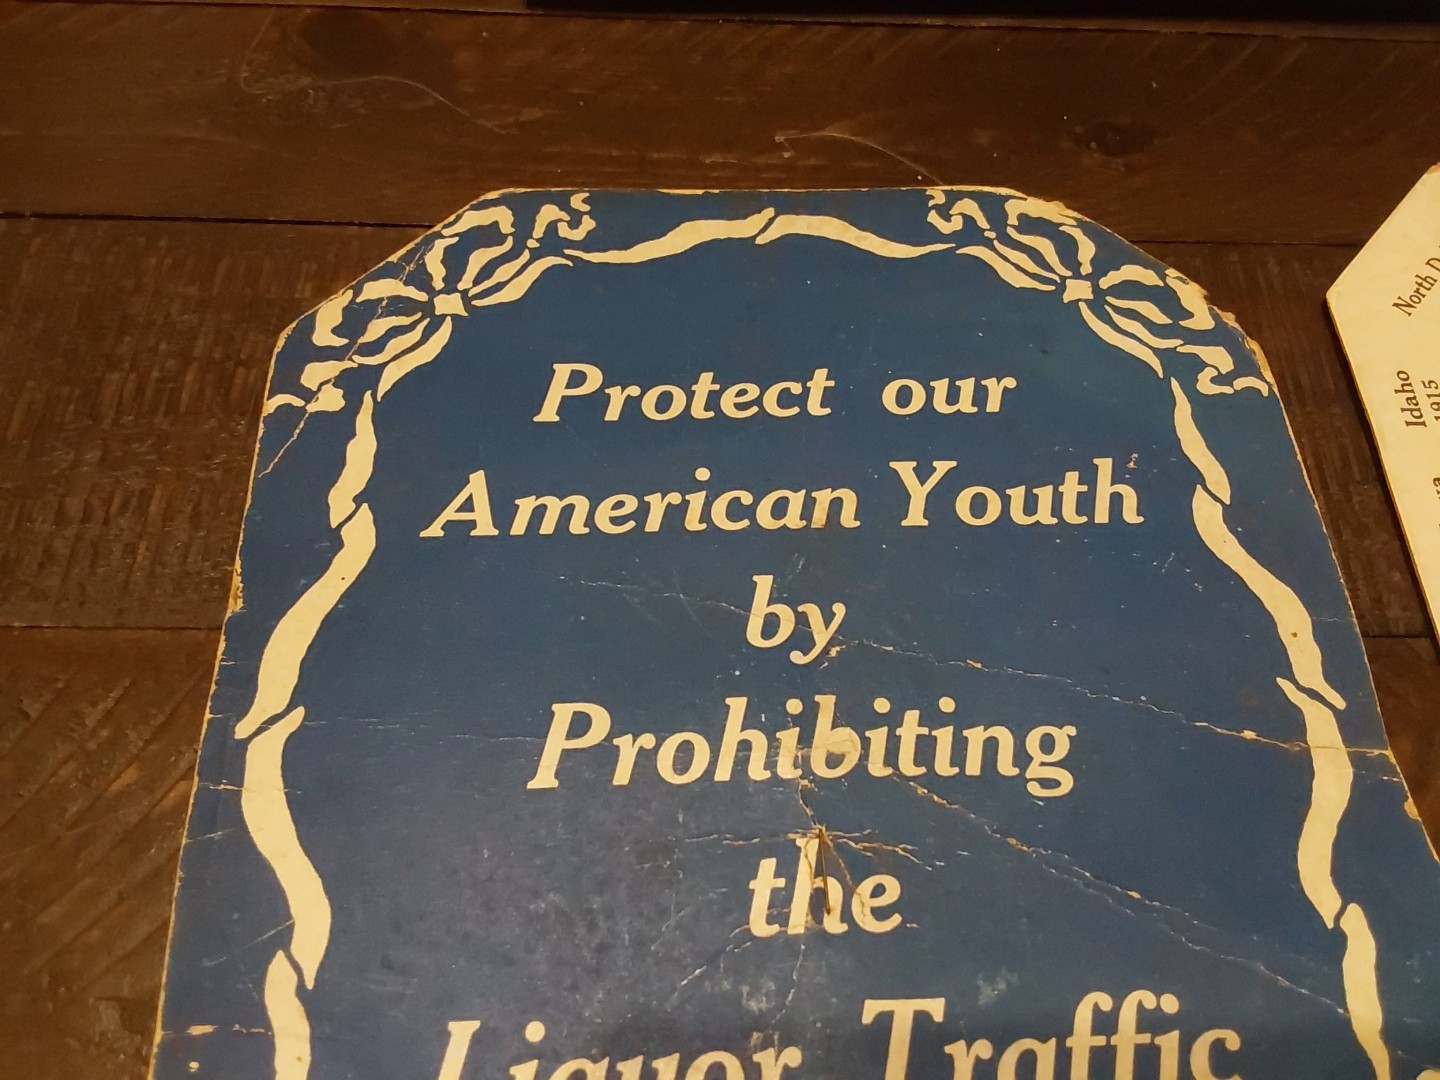 Protect our
American Youth
by
Prohibiting
the
Liquor Traffic
North D
Idaho
1915